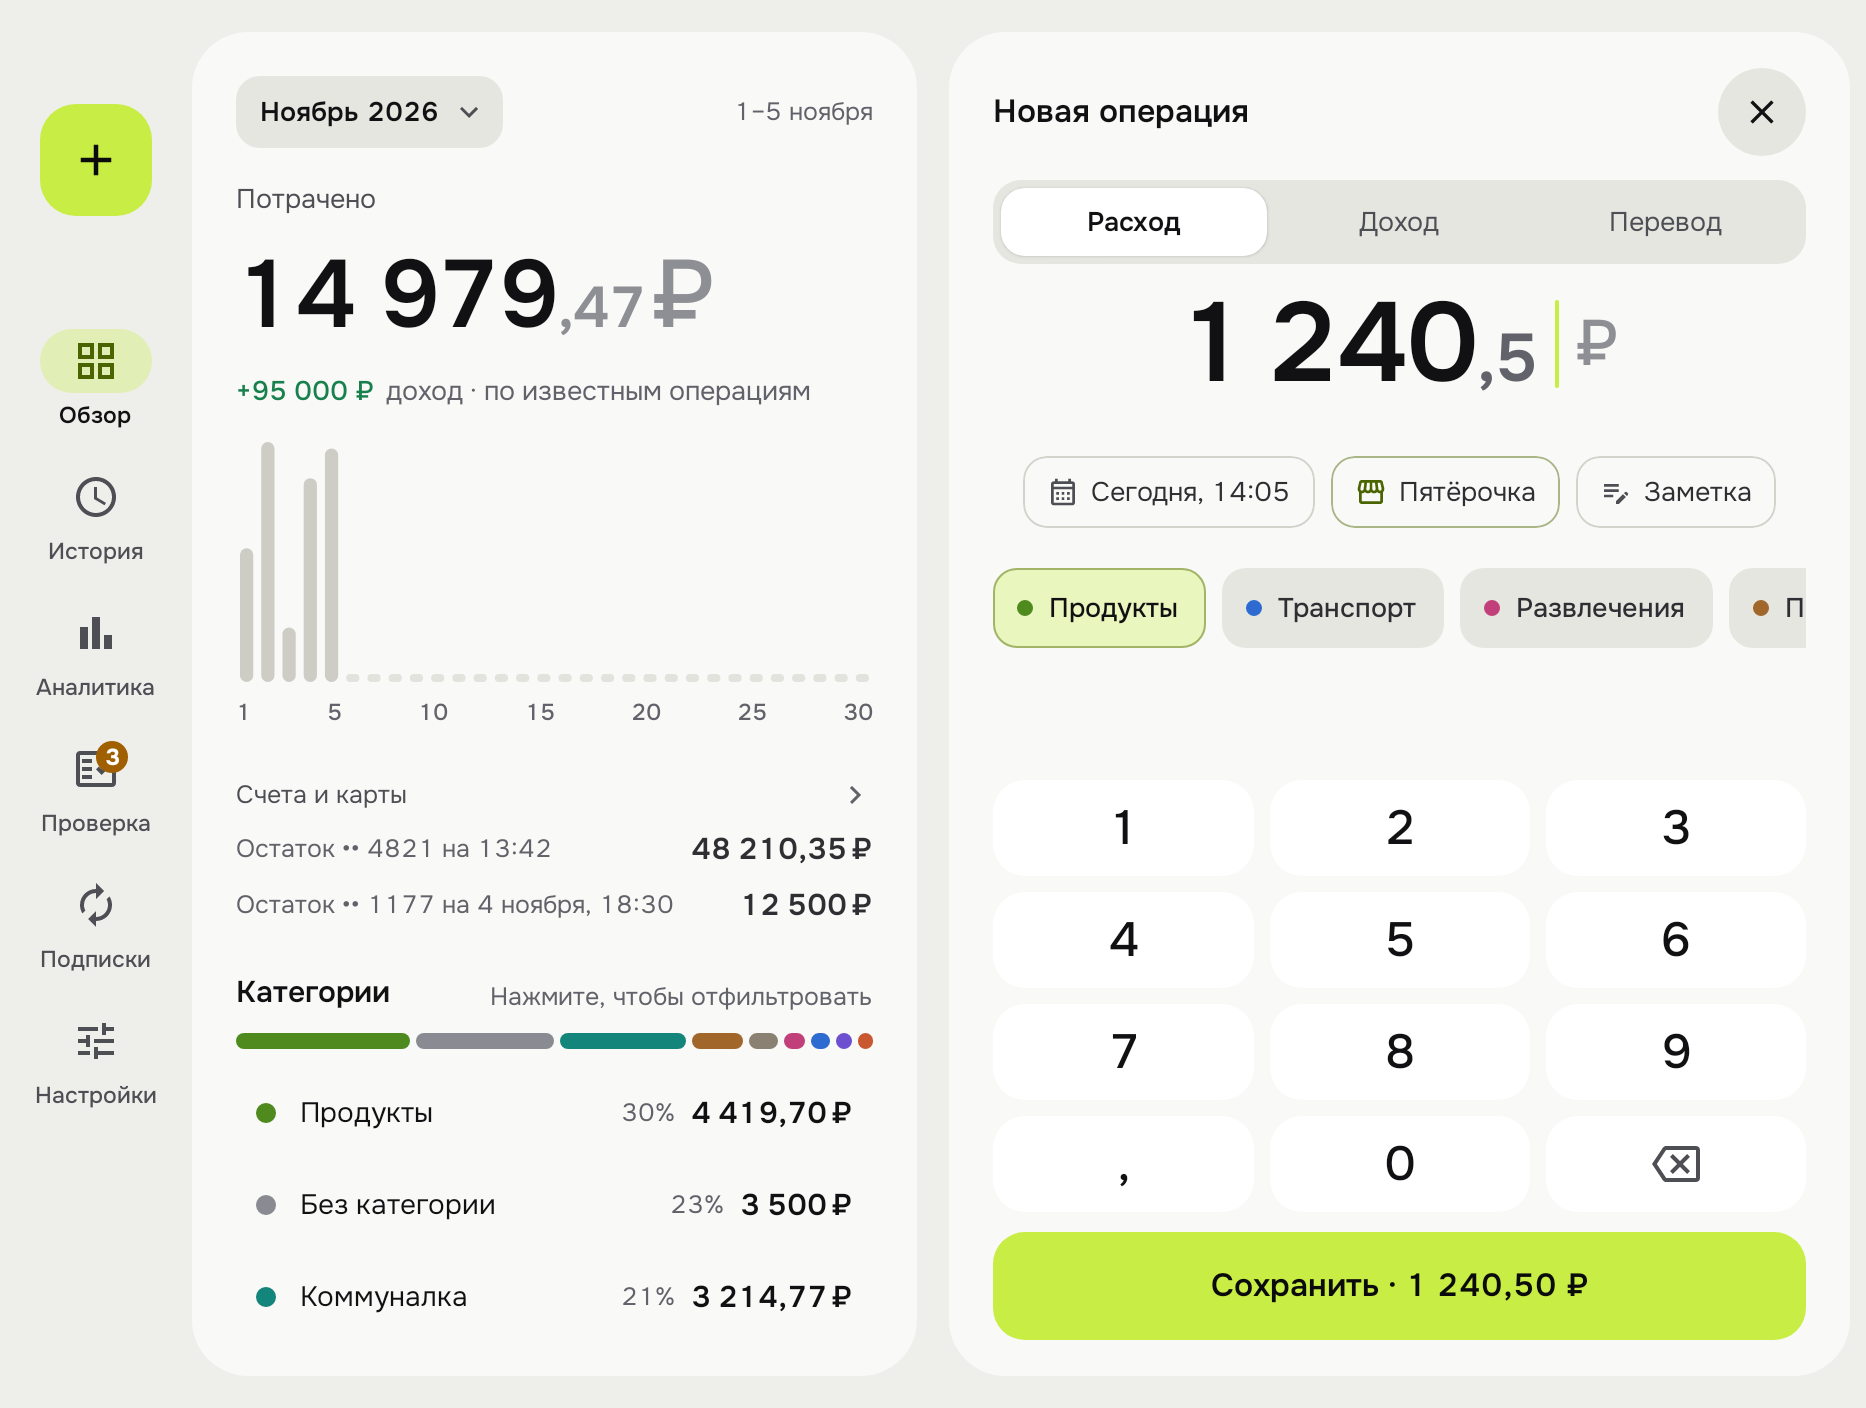 Обзор
История
Аналитика
3
Проверка
Подписки
Настройки
Ноябрь 2026
1–5 ноября
Потрачено
14 979,47 ₽
+95 000 ₽ доход · по известным операциям
1 5 10 15 20 25 30
Счета и карты
Остаток •• 4821 на 13:42 48 210,35 ₽
Остаток •• 1177 на 4 ноября, 18:30 12 500 ₽
Категории Нажмите, чтобы отфильтровать
Продукты 30% 4 419,70 ₽
Без категории 23% 3 500 ₽
Коммуналка 21% 3 214,77 ₽
Новая операция
Расход Доход Перевод
1 240,5 ₽
Сегодня, 14:05 Пятёрочка Заметка
Продукты Транспорт Развлечения П
1 2 3
4 5 6
7 8 9
, 0
Сохранить · 1 240,50 ₽